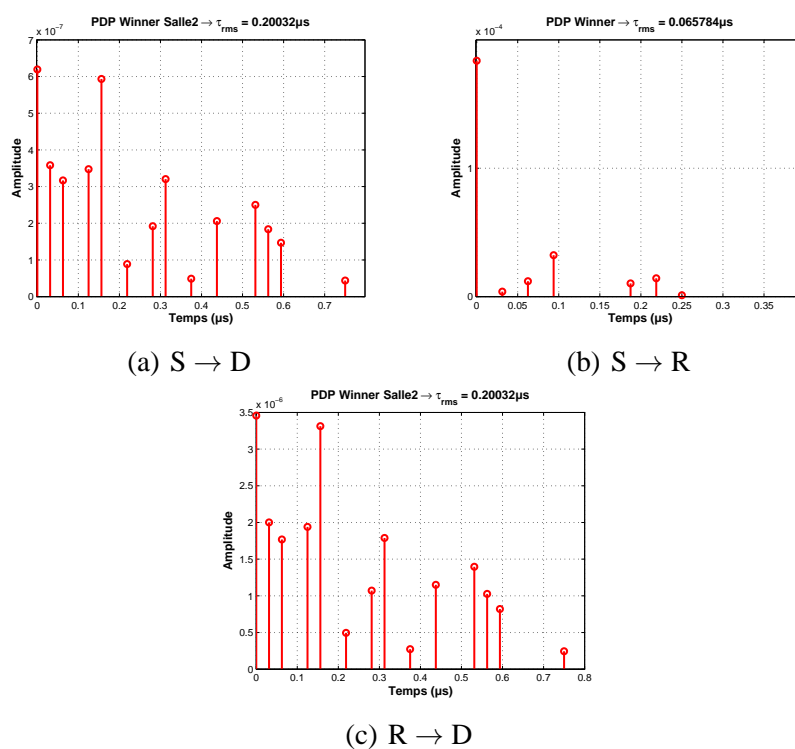 PDP Winner Salle2 → τrms = 0.20032µs
x 10⁻⁷
7
6
5
4
3
2
1
0
Amplitude
0 0.1 0.2 0.3 0.4 0.5 0.6 0.7
Temps (µs)
(a) S → D
PDP Winner → τrms = 0.065784µs
x 10⁻⁴
1
0
Amplitude
0 0.05 0.1 0.15 0.2 0.25 0.3 0.35
Temps (µs)
(b) S → R
PDP Winner Salle2 → τrms = 0.20032µs
x 10⁻⁶
3.5
3
2.5
2
1.5
1
0.5
0
Amplitude
0 0.1 0.2 0.3 0.4 0.5 0.6 0.7 0.8
Temps (µs)
(c) R → D